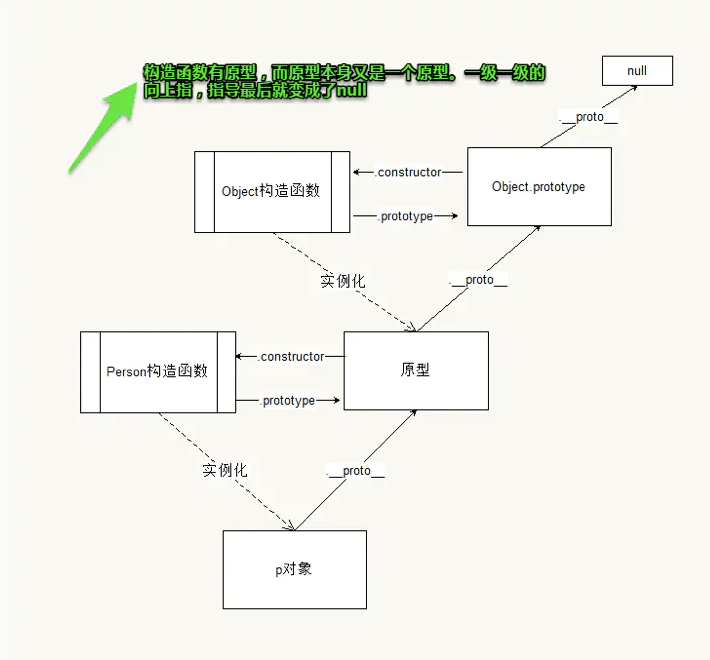 构造函数有原型，而原型本身又是一个原型。一级一级的
向上指，指导最后就变成了null
null
.__proto__
Object构造函数
.constructor
.prototype
Object.prototype
实例化
.__proto__
Person构造函数
.constructor
.prototype
原型
实例化
.__proto__
p对象